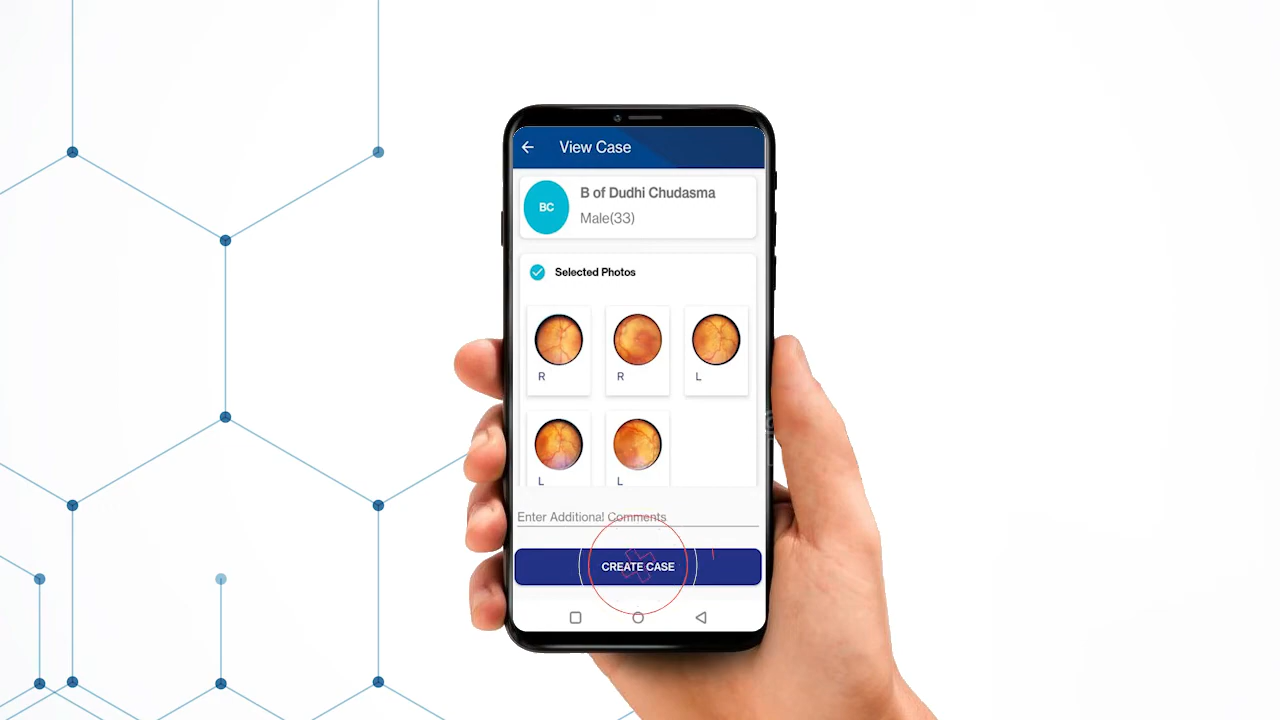 View Case
BC
B of Dudhi Chudasma
Male(33)
Selected Photos
R
R
L
L
L
Enter Additional Comments
CREATE CASE